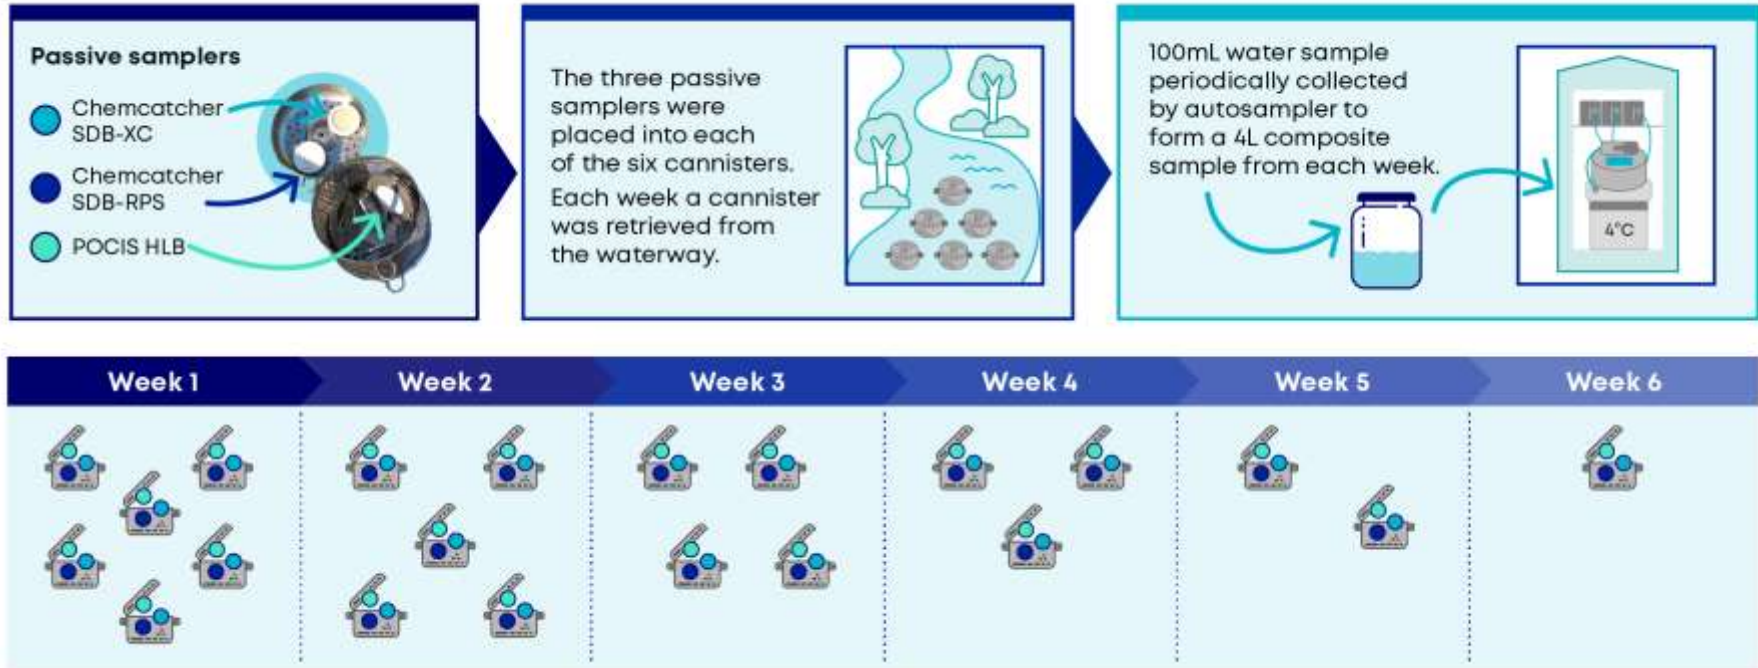 Passive samplers
Chemcatcher
SDB-XC
Chemcatcher
SDB-RPS
POCIS HLB
The three passive
samplers were
placed into each
of the six cannisters.
Each week a cannister
was retrieved from
the waterway.
100mL water sample
periodically collected
by autosampler to
form a 4L composite
sample from each week.
4°C
Week 1
Week 2
Week 3
Week 4
Week 5
Week 6